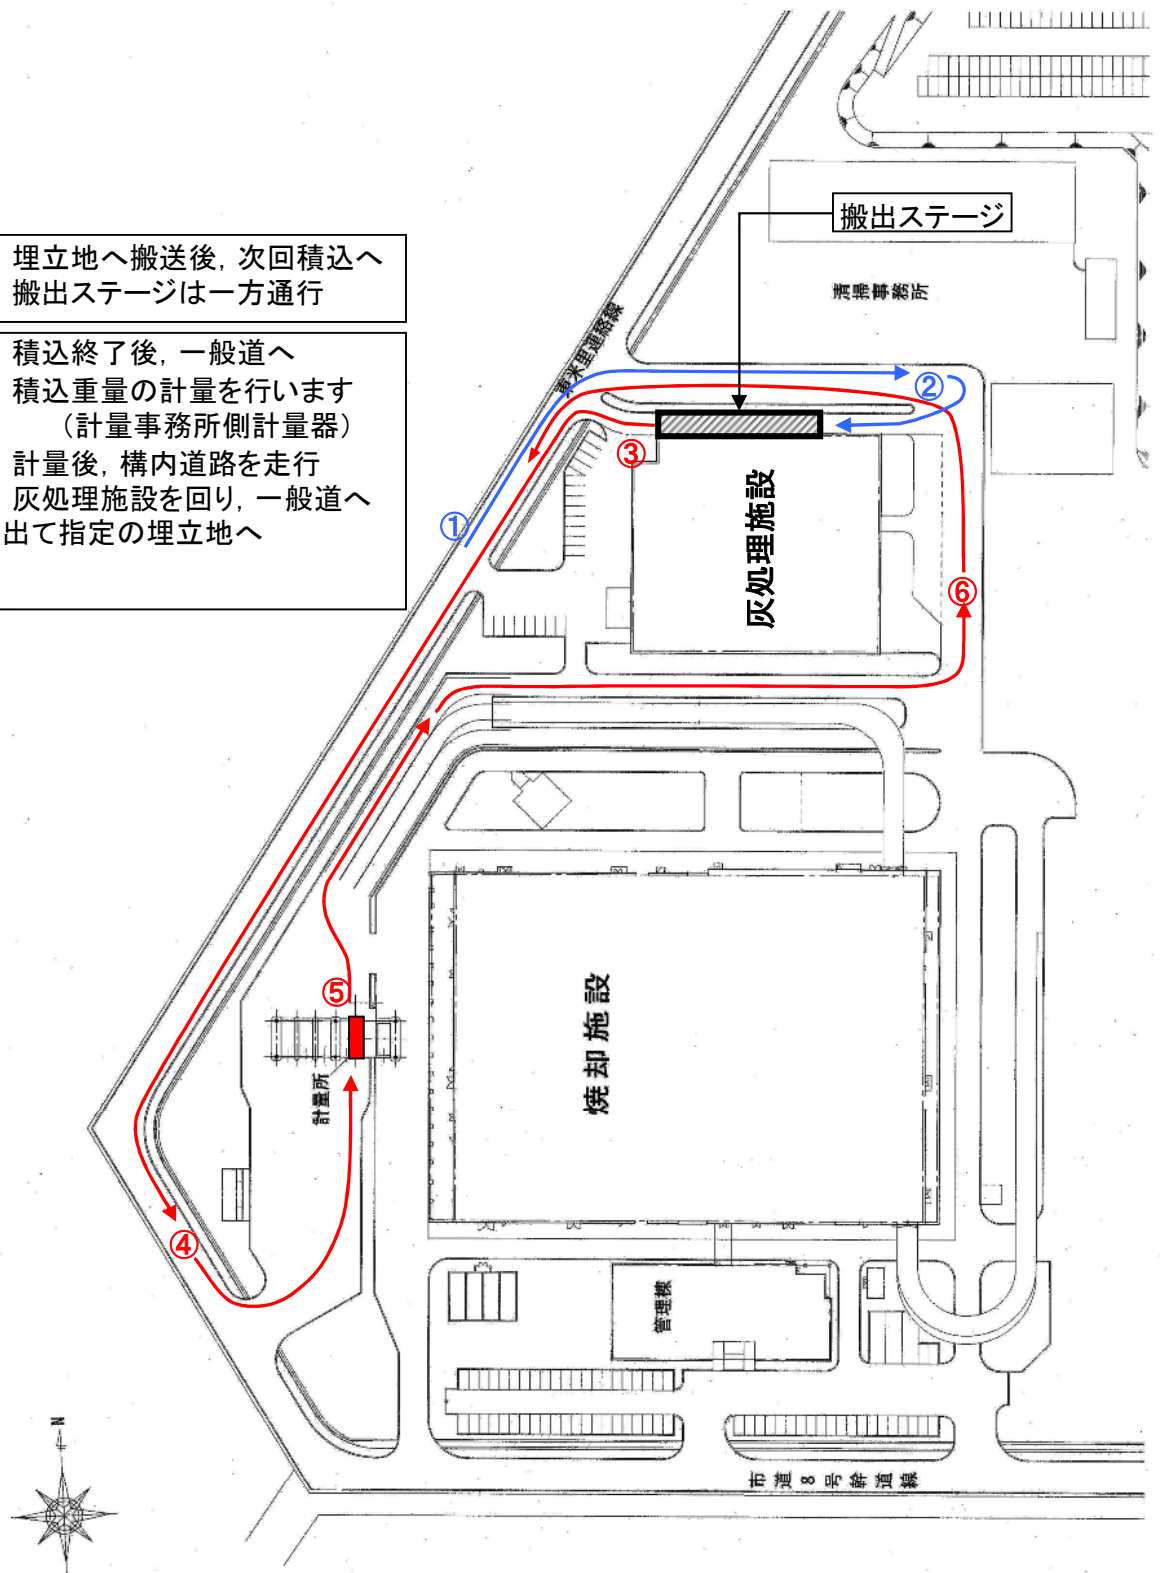 搬出ステージ
埋立地へ搬送後, 次回積込へ
搬出ステージは一方通行
清掃事務所
積込終了後, 一般道へ
積込重量の計量を行います
（計量事務所側計量器）
計量後, 構内道路を走行
灰処理施設を回り, 一般道へ
出て指定の埋立地へ
東米里連絡線
②
③
①
灰処理施設
⑥
⑤
計量所
焼却施設
④
管理棟
N
市道8号幹道線